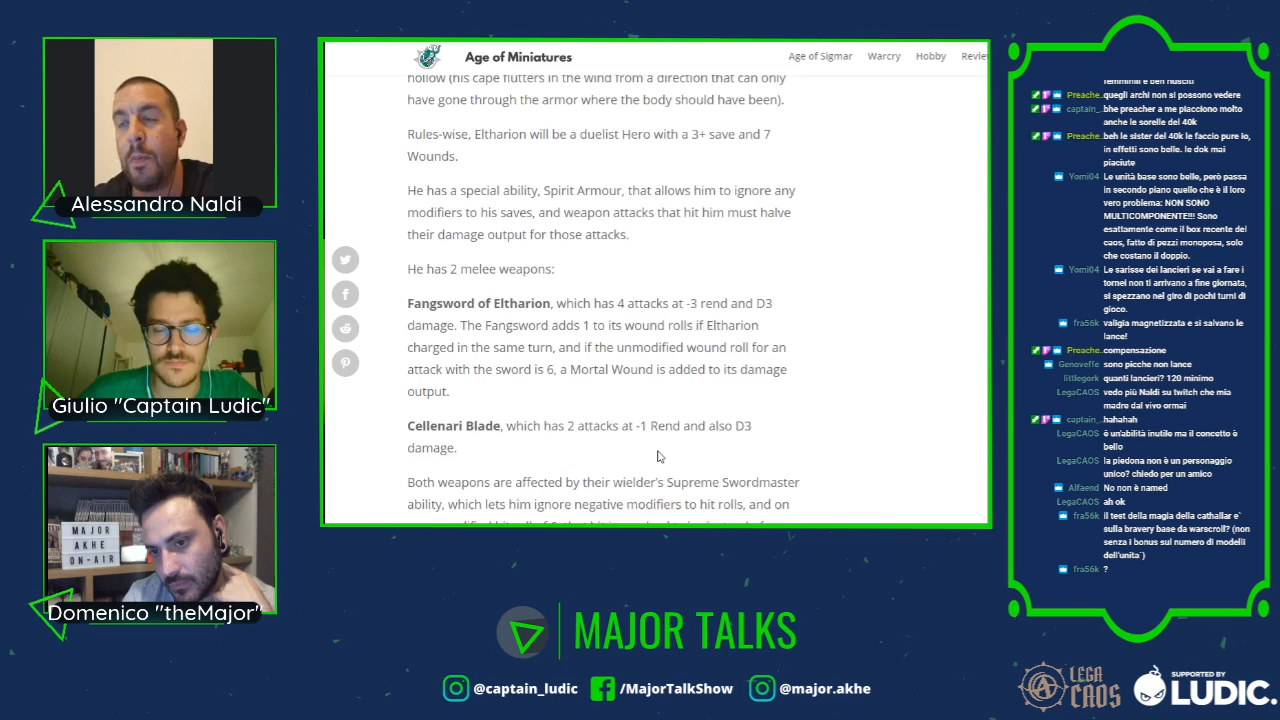 Alessandro Naldi
Giulio "Captain Ludic"
MAJOR
AKHE
ON-AIR
Domenico "theMajor"
Age of Miniatures
Age of Sigmar
Warcry
Hobby
hollow (his cape flutters in the wind from a direction that can only
have gone through the armor where the body should have been).
Rules-wise, Eltharion will be a duelist Hero with a 3+ save and 7
Wounds.
He has a special ability, Spirit Armour, that allows him to ignore any
modifiers to his saves, and weapon attacks that hit him must halve
their damage output for those attacks.
He has 2 melee weapons:
Fangsword of Eltharion, which has 4 attacks at -3 rend and D3
damage. The Fangsword adds 1 to its wound rolls if Eltharion
charged in the same turn, and if the unmodified wound roll for an
attack with the sword is 6, a Mortal Wound is added to its damage
output.
Cellenari Blade, which has 2 attacks at -1 Rend and also D3
damage.
Both weapons are affected by their wielder's Supreme Swordmaster
ability, which lets him ignore negative modifiers to hit rolls, and on
femminili e ben riusciti
Preache.. quegli archi non si possono vedere
captain_.. bhe preacher a me piacciono molto
anche le sorelle del 40k
Preache.. beh le sister del 40k le faccio pure io,
in effetti sono belle. le dok mai
piaciute
Yomi04 Le unità base sono belle, però passa
in secondo piano quello che è il loro
vero problema: NON SONO
MULTICOMPONENTE!!! Sono
esattamente come il box recente del
caos, fatto di pezzi monoposa, solo
che costano il doppio.
Yomi04 Le sarisse dei lancieri se vai a fare i
tornei non ti arrivano a fine giornata,
si spezzano nel giro di pochi turni di
gioco.
fra56k valigia magnetizzata e si salvano le
lance!
Preache.. compensazione
Genoveffe sono picche non lance
littlegork quanti lancieri? 120 minimo
LegaCAOS vedo più Naldi su twitch che mia
madre dal vivo ormai
captain_.. hahahah
LegaCAOS è un'abilità inutile ma il concetto è
bello
LegaCAOS la piedona non è un personaggio
unico? chiedo per un amico
Alfaend No non è named
LegaCAOS ah ok
fra56k il test della magia della cathallar e`
sulla bravery base da warscroll? (non
senza i bonus sul numero di modelli
dell'unita`)
fra56k ?
MAJOR TALKS
@captain_ludic
/MajorTalkShow
@major.akhe
LEGA
CAOS
SUPPORTED BY
LUDIC.